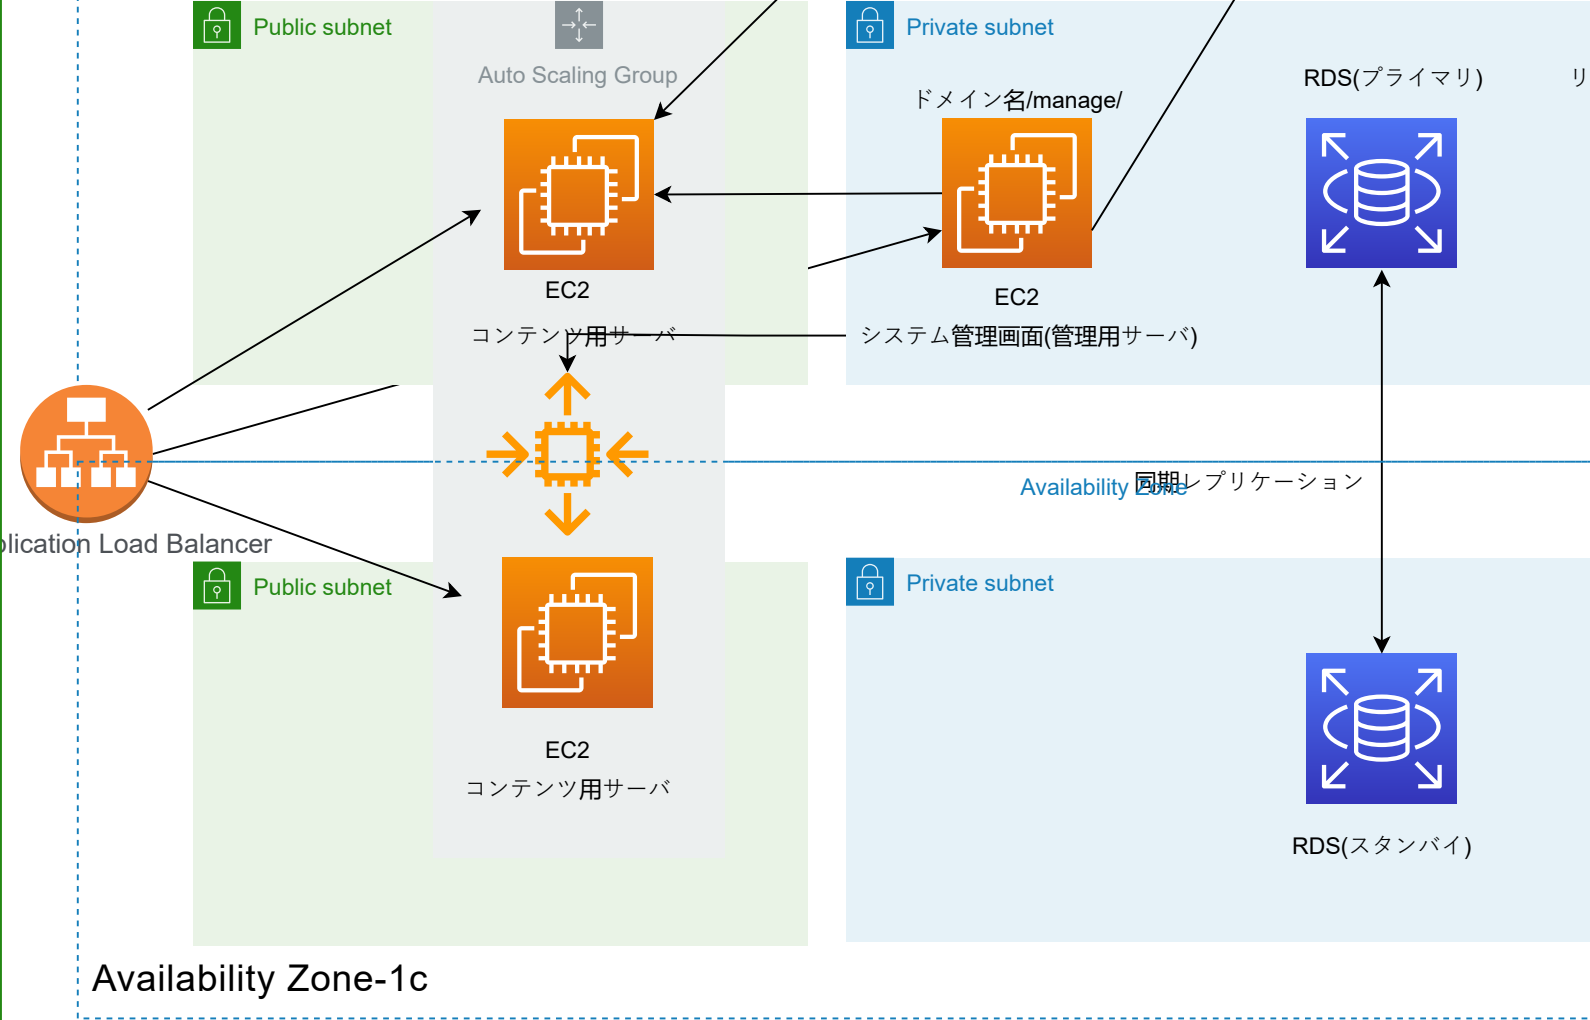 Public subnet
Private subnet
Auto Scaling Group
RDS(プライマリ)
リ
ドメイン名/manage/
EC2
EC2
コンテンツ用サーバ
システム管理画面(管理用サーバ)
同期レプリケーション
Availability Zone
plication Load Balancer
Public subnet
Private subnet
EC2
コンテンツ用サーバ
RDS(スタンバイ)
Availability Zone-1c